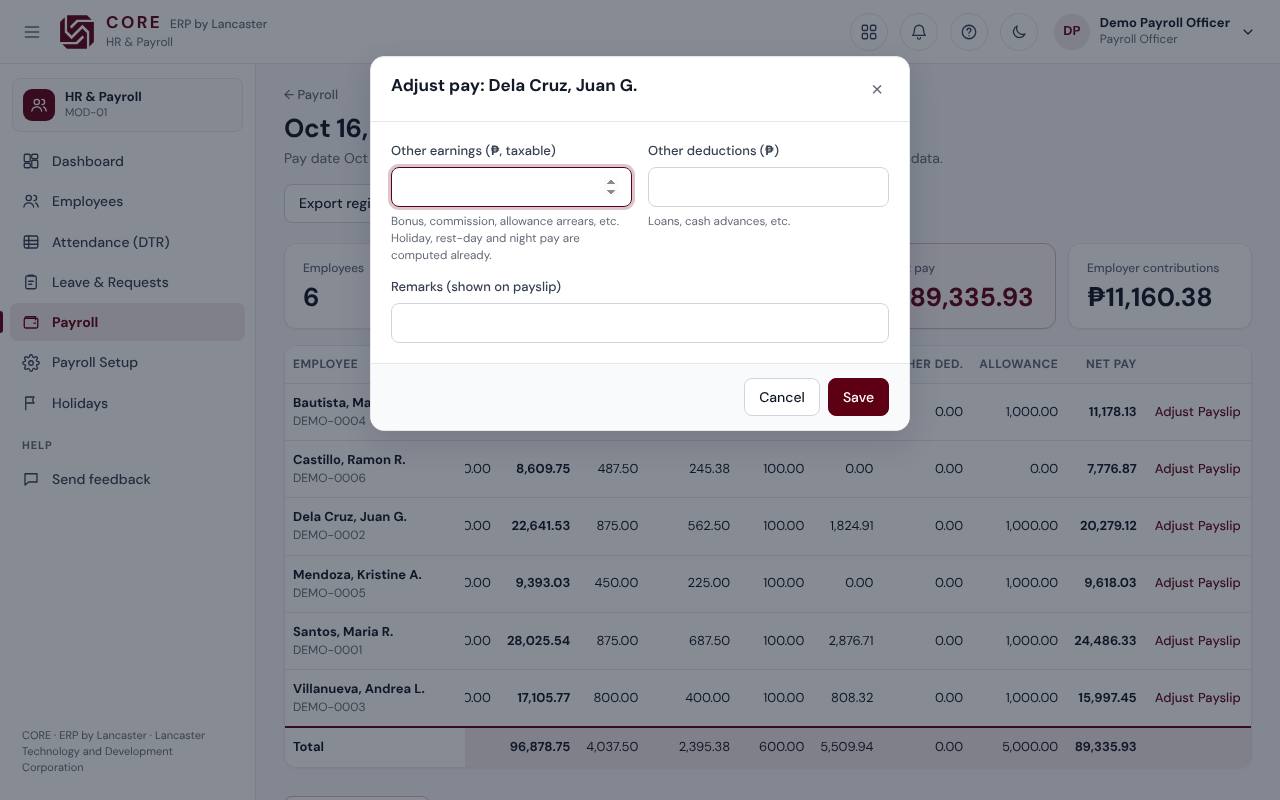 CORE ERP by Lancaster
HR & Payroll
DP
Demo Payroll Officer
Payroll Officer
HR & Payroll
MOD-01
Dashboard
Employees
Attendance (DTR)
Leave & Requests
Payroll
Payroll Setup
Holidays
HELP
Send feedback
CORE · ERP by Lancaster · Lancaster
Technology and Development
Corporation
← Payroll
Oct 16,
Pay date Oct
data.
Export regi
Employees
6
pay
89,335.93
Employer contributions
₱11,160.38
Adjust pay: Dela Cruz, Juan G.
×
Other earnings (₱, taxable)
Other deductions (₱)
Bonus, commission, allowance arrears, etc.
Holiday, rest-day and night pay are
computed already.
Loans, cash advances, etc.
Remarks (shown on payslip)
Cancel
Save
EMPLOYEE DED. ALLOWANCE NET PAY
Bautista, Ma 0.00 1,000.00 11,178.13 Adjust Payslip
DEMO-0004
Castillo, Ramon R. 0.00 8,609.75 487.50 245.38 100.00 0.00 0.00 0.00 7,776.87 Adjust Payslip
DEMO-0006
Dela Cruz, Juan G. 0.00 22,641.53 875.00 562.50 100.00 1,824.91 0.00 1,000.00 20,279.12 Adjust Payslip
DEMO-0002
Mendoza, Kristine A. 0.00 9,393.03 450.00 225.00 100.00 0.00 0.00 1,000.00 9,618.03 Adjust Payslip
DEMO-0005
Santos, Maria R. 0.00 28,025.54 875.00 687.50 100.00 2,876.71 0.00 1,000.00 24,486.33 Adjust Payslip
DEMO-0001
Villanueva, Andrea L. 0.00 17,105.77 800.00 400.00 100.00 808.32 0.00 1,000.00 15,997.45 Adjust Payslip
DEMO-0003
Total 96,878.75 4,037.50 2,395.38 600.00 5,509.94 0.00 5,000.00 89,335.93